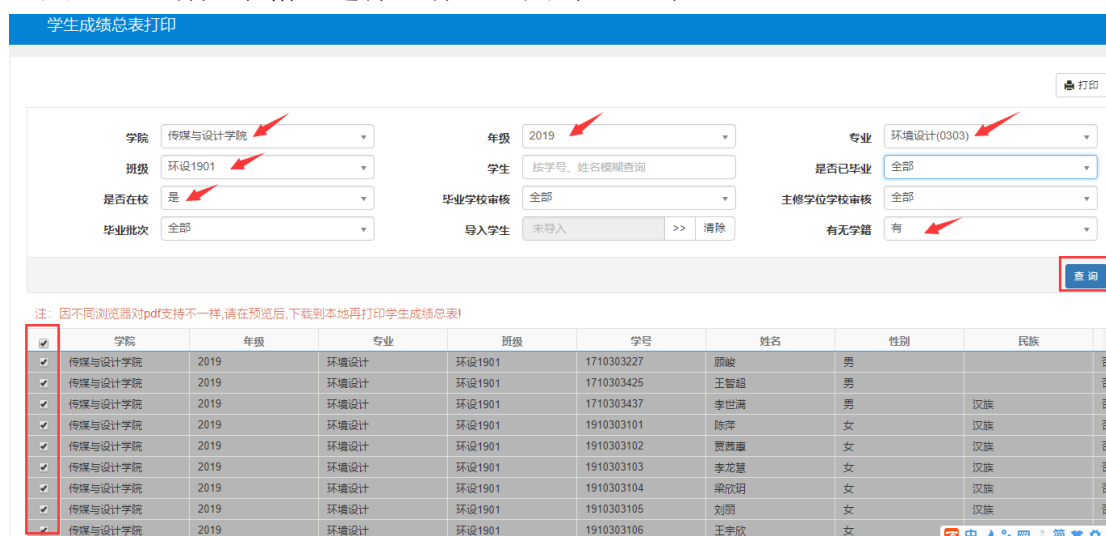 学生成绩总表打印
打印
学院 传媒与设计学院 年级 2019 专业 环境设计(0303)
班级 环设1901 学生 按学号、姓名模糊查询 是否已毕业 全部
是否在校 是 毕业学校审核 全部 主修学位学校审核 全部
毕业批次 全部 导入学生 未导入 >> 清除 有无学籍 有
查 询
注: 因不同浏览器对pdf支持不一样,请在预览后,下载到本地再打印学生成绩总表!
学院 年级 专业 班级 学号 姓名 性别 民族
传媒与设计学院 2019 环境设计 环设1901 1710303227 顾峻 男
传媒与设计学院 2019 环境设计 环设1901 1710303425 王智超 男
传媒与设计学院 2019 环境设计 环设1901 1710303437 李世满 男 汉族
传媒与设计学院 2019 环境设计 环设1901 1910303101 陈萍 女 汉族
传媒与设计学院 2019 环境设计 环设1901 1910303102 贾茜惠 女 汉族
传媒与设计学院 2019 环境设计 环设1901 1910303103 李龙慧 女 汉族
传媒与设计学院 2019 环境设计 环设1901 1910303104 梁欣玥 女 汉族
传媒与设计学院 2019 环境设计 环设1901 1910303105 刘丽 女 汉族
传媒与设计学院 2019 环境设计 环设1901 1910303106 王宇欣 女
中 简